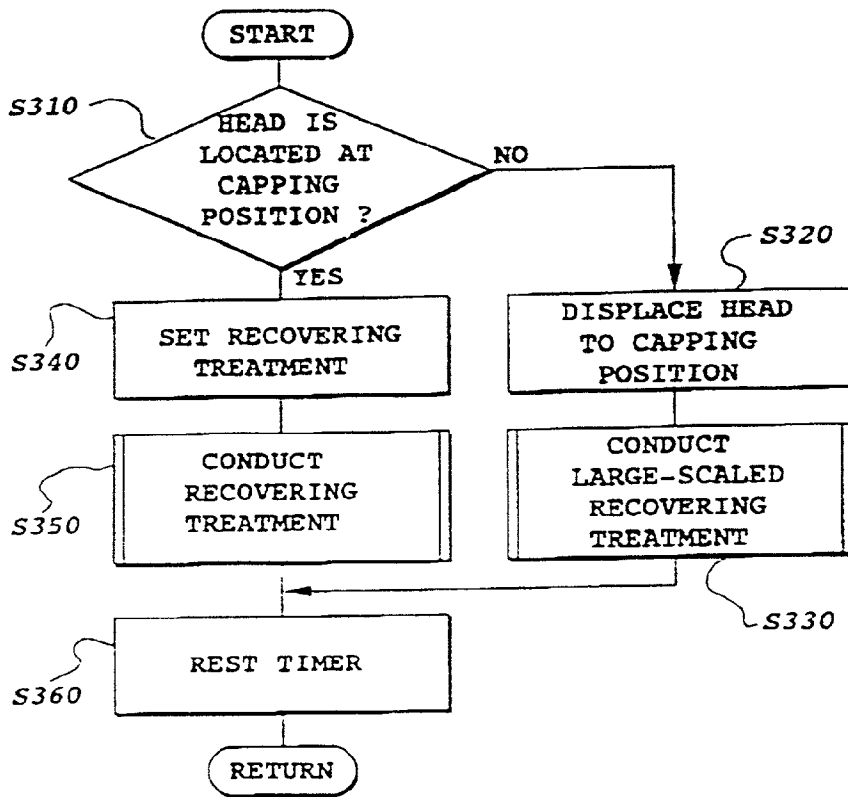 START
S310
HEAD IS
LOCATED AT
CAPPING
POSITION ?
NO
YES
S320
DISPLACE HEAD
TO CAPPING
POSITION
S340
SET RECOVERING
TREATMENT
S350
CONDUCT
RECOVERING
TREATMENT
CONDUCT
LARGE-SCALED
RECOVERING
TREATMENT
S330
S360
REST TIMER
RETURN